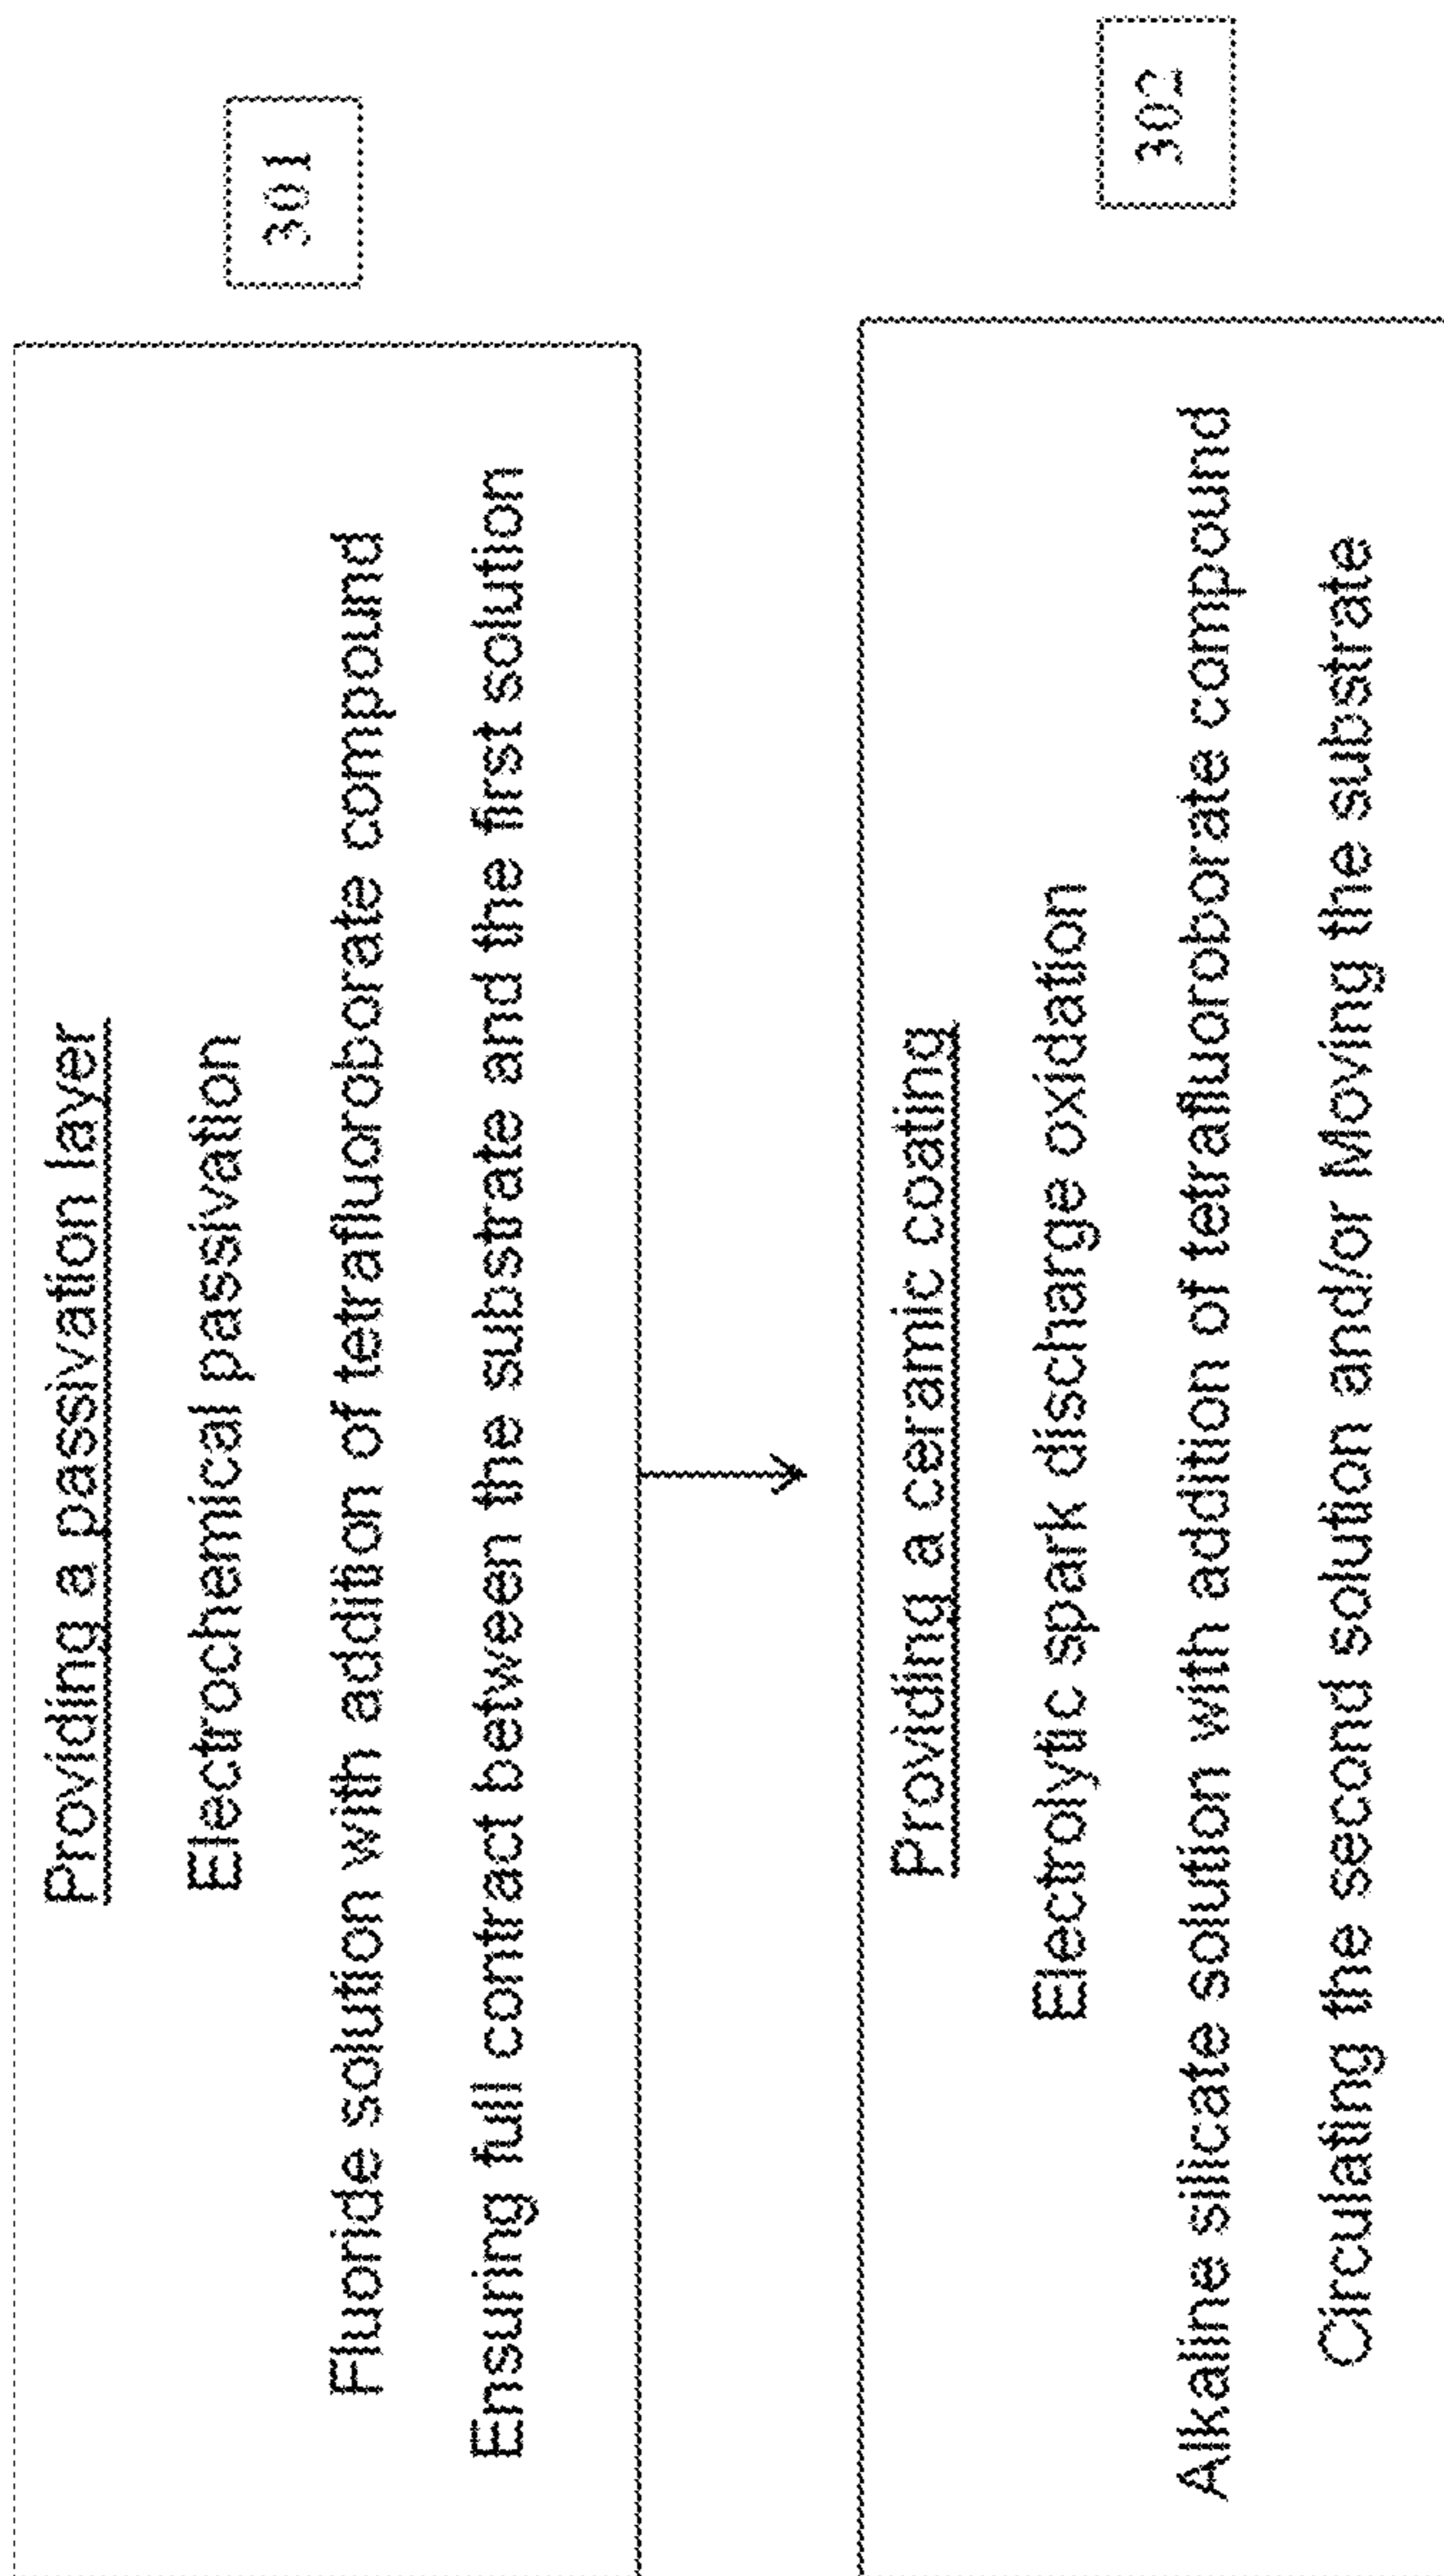 Providing a passivation layer
Electrochemical passivation
Fluoride solution with addition of tetrafluoroborate compound
Ensuring full contract between the substrate and the first solution
301
Providing a ceramic coating
Electrolytic spark discharge oxidation
Alkaline silicate solution with addition of tetrafluoroborate compound
Circulating the second solution and/or Moving the substrate
302